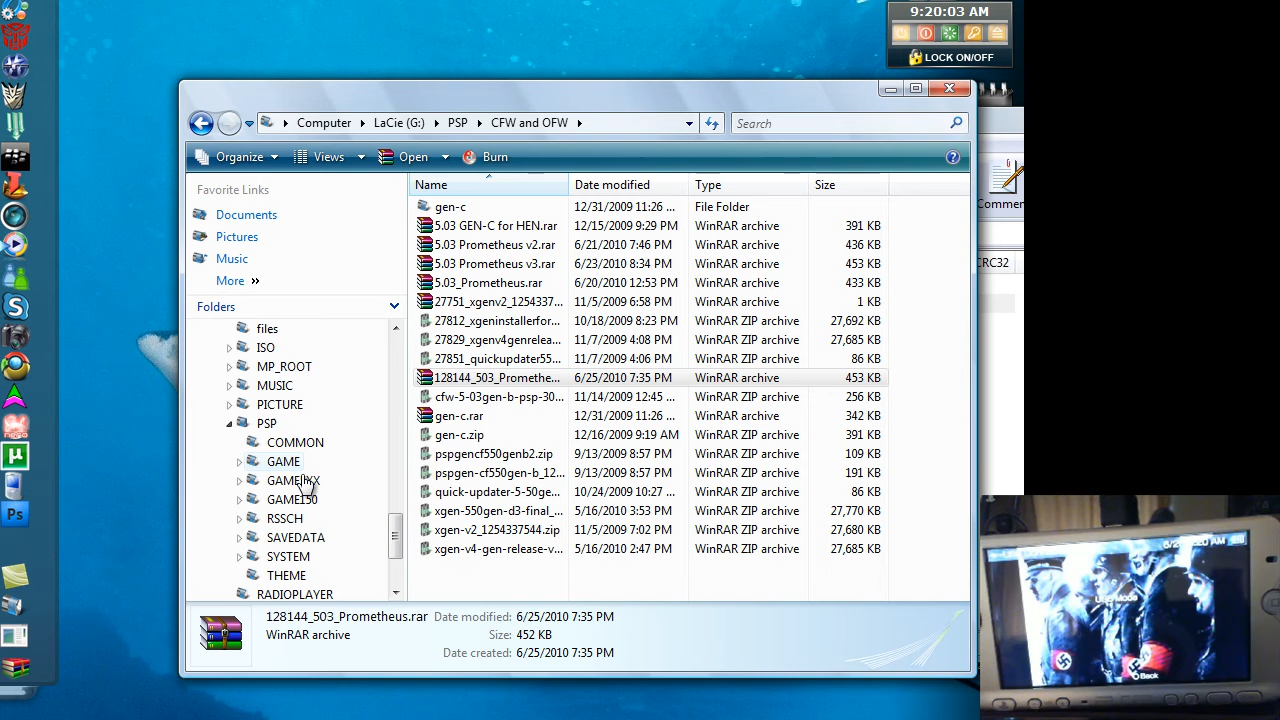 9:20:03 AM
LOCK ON/OFF
Computer LaCie (G:) PSP CFW and OFW
Search
Organize Views Open Burn
Favorite Links
Documents
Pictures
Music
More »
Folders
files
ISO
MP_ROOT
MUSIC
PICTURE
PSP
COMMON
GAME
GAME150
RSSCH
SAVEDATA
SYSTEM
THEME
RADIOPLAYER
Name Date modified Type Size
gen-c 12/31/2009 11:26 ... File Folder
5.03 GEN-C for HEN.rar 12/15/2009 9:29 PM WinRAR archive 391 KB
5.03 Prometheus v2.rar 6/21/2010 7:46 PM WinRAR archive 436 KB
5.03 Prometheus v3.rar 6/23/2010 8:34 PM WinRAR archive 453 KB
5.03_Prometheus.rar 6/20/2010 12:53 PM WinRAR archive 433 KB
27751_xgenv2_1254337... 11/5/2009 6:58 PM WinRAR archive 1 KB
27812_xgeninstallerfor... 10/18/2009 8:23 PM WinRAR ZIP archive 27,692 KB
27829_xgenv4genrelea... 11/7/2009 4:08 PM WinRAR ZIP archive 27,685 KB
27831_quickupdater55... 11/7/2009 4:06 PM WinRAR ZIP archive 86 KB
128144_503_Promethe... 6/25/2010 7:35 PM WinRAR archive 453 KB
cfw-5-03gen-b-psp-30... 11/14/2009 12:45 ... WinRAR ZIP archive 256 KB
gen-c.rar 12/31/2009 11:26 ... WinRAR archive 342 KB
gen-c.zip 12/16/2009 9:19 AM WinRAR ZIP archive 391 KB
pspgencf550genb2.zip 9/13/2009 8:57 PM WinRAR ZIP archive 109 KB
pspgen-cf550gen-b_12... 9/13/2009 8:57 PM WinRAR ZIP archive 191 KB
quick-updater-5-50ge... 10/24/2009 10:27 ... WinRAR ZIP archive 86 KB
xgen-550gen-d3-final_... 5/16/2010 3:53 PM WinRAR ZIP archive 27,770 KB
xgen-v2_1254337544.zip 11/5/2009 7:02 PM WinRAR ZIP archive 27,680 KB
xgen-v4-gen-release-v... 5/16/2010 2:47 PM WinRAR ZIP archive 27,685 KB
128144_503_Prometheus.rar Date modified: 6/25/2010 7:35 PM
WinRAR archive Size: 452 KB
Date created: 6/25/2010 7:35 PM
Commen
CRC32
Ps
USB Mode
Back